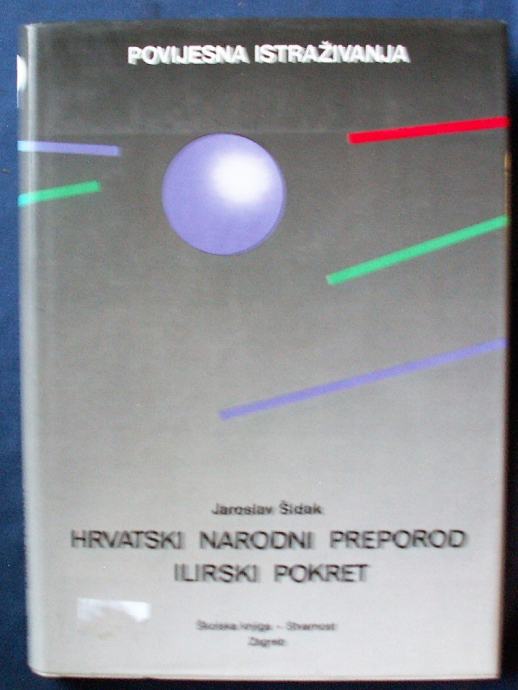 POVIJESNA ISTRAŽIVANJA
Jaroslav Šidak
HRVATSKI NARODNI PREPOROD
ILIRSKI POKRET
Školska knjiga – Stvarnost
Zagreb